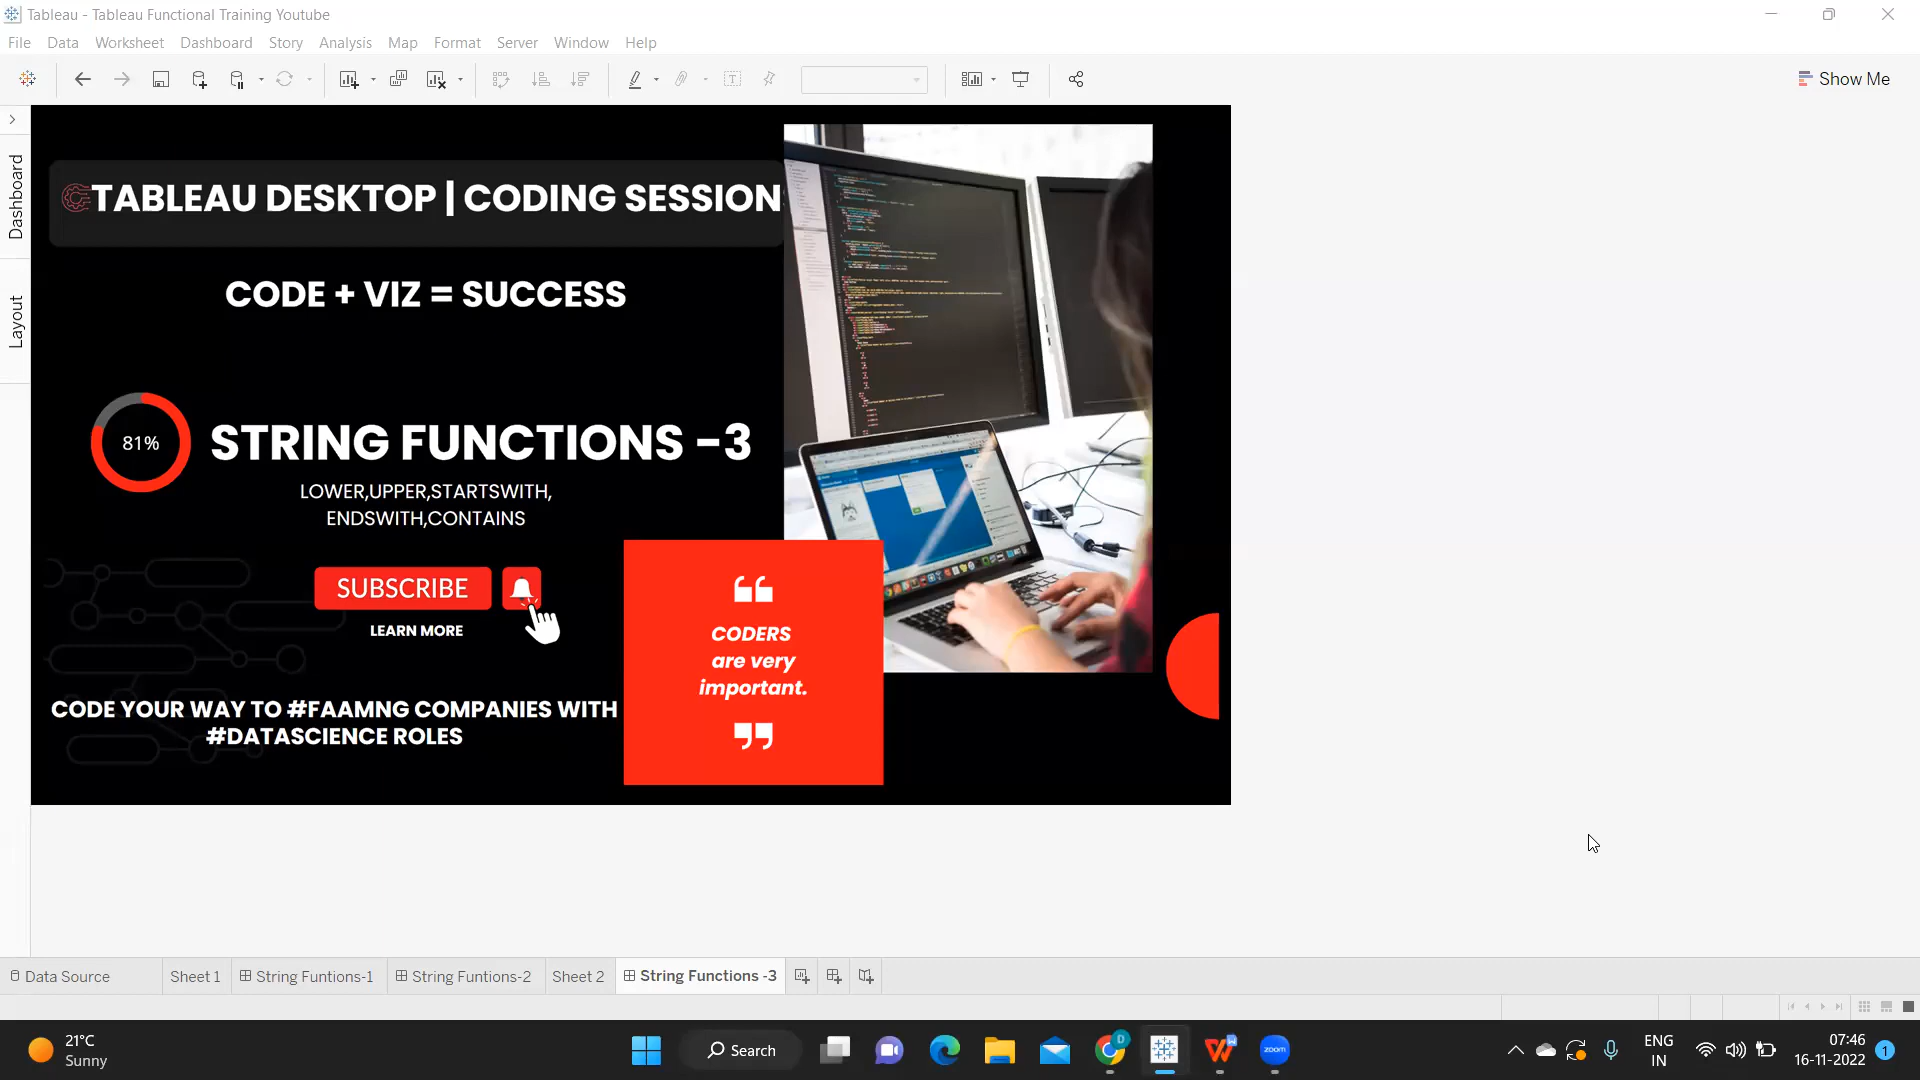 Tableau - Tableau Functional Training Youtube
File Data Worksheet Dashboard Story Analysis Map Format Server Window Help
Show Me
Dashboard
Layout
TABLEAU DESKTOP | CODING SESSION
CODE + VIZ = SUCCESS
81%
STRING FUNCTIONS -3
LOWER,UPPER,STARTSWITH,
ENDSWITH,CONTAINS
SUBSCRIBE
LEARN MORE
CODE YOUR WAY TO #FAAMNG COMPANIES WITH
#DATASCIENCE ROLES
“
CODERS
are very
important.
”
Data Source Sheet 1 String Funtions-1 String Funtions-2 Sheet 2 String Functions -3
21°C
Sunny
Search
D
zoom
ENG
IN
07:46
16-11-2022
1